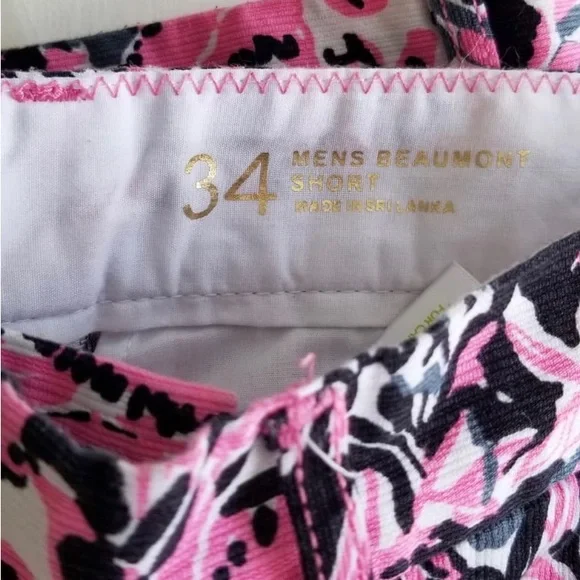 34
MENS BEAUMONT
SHORT
MADE IN SRI LANKA